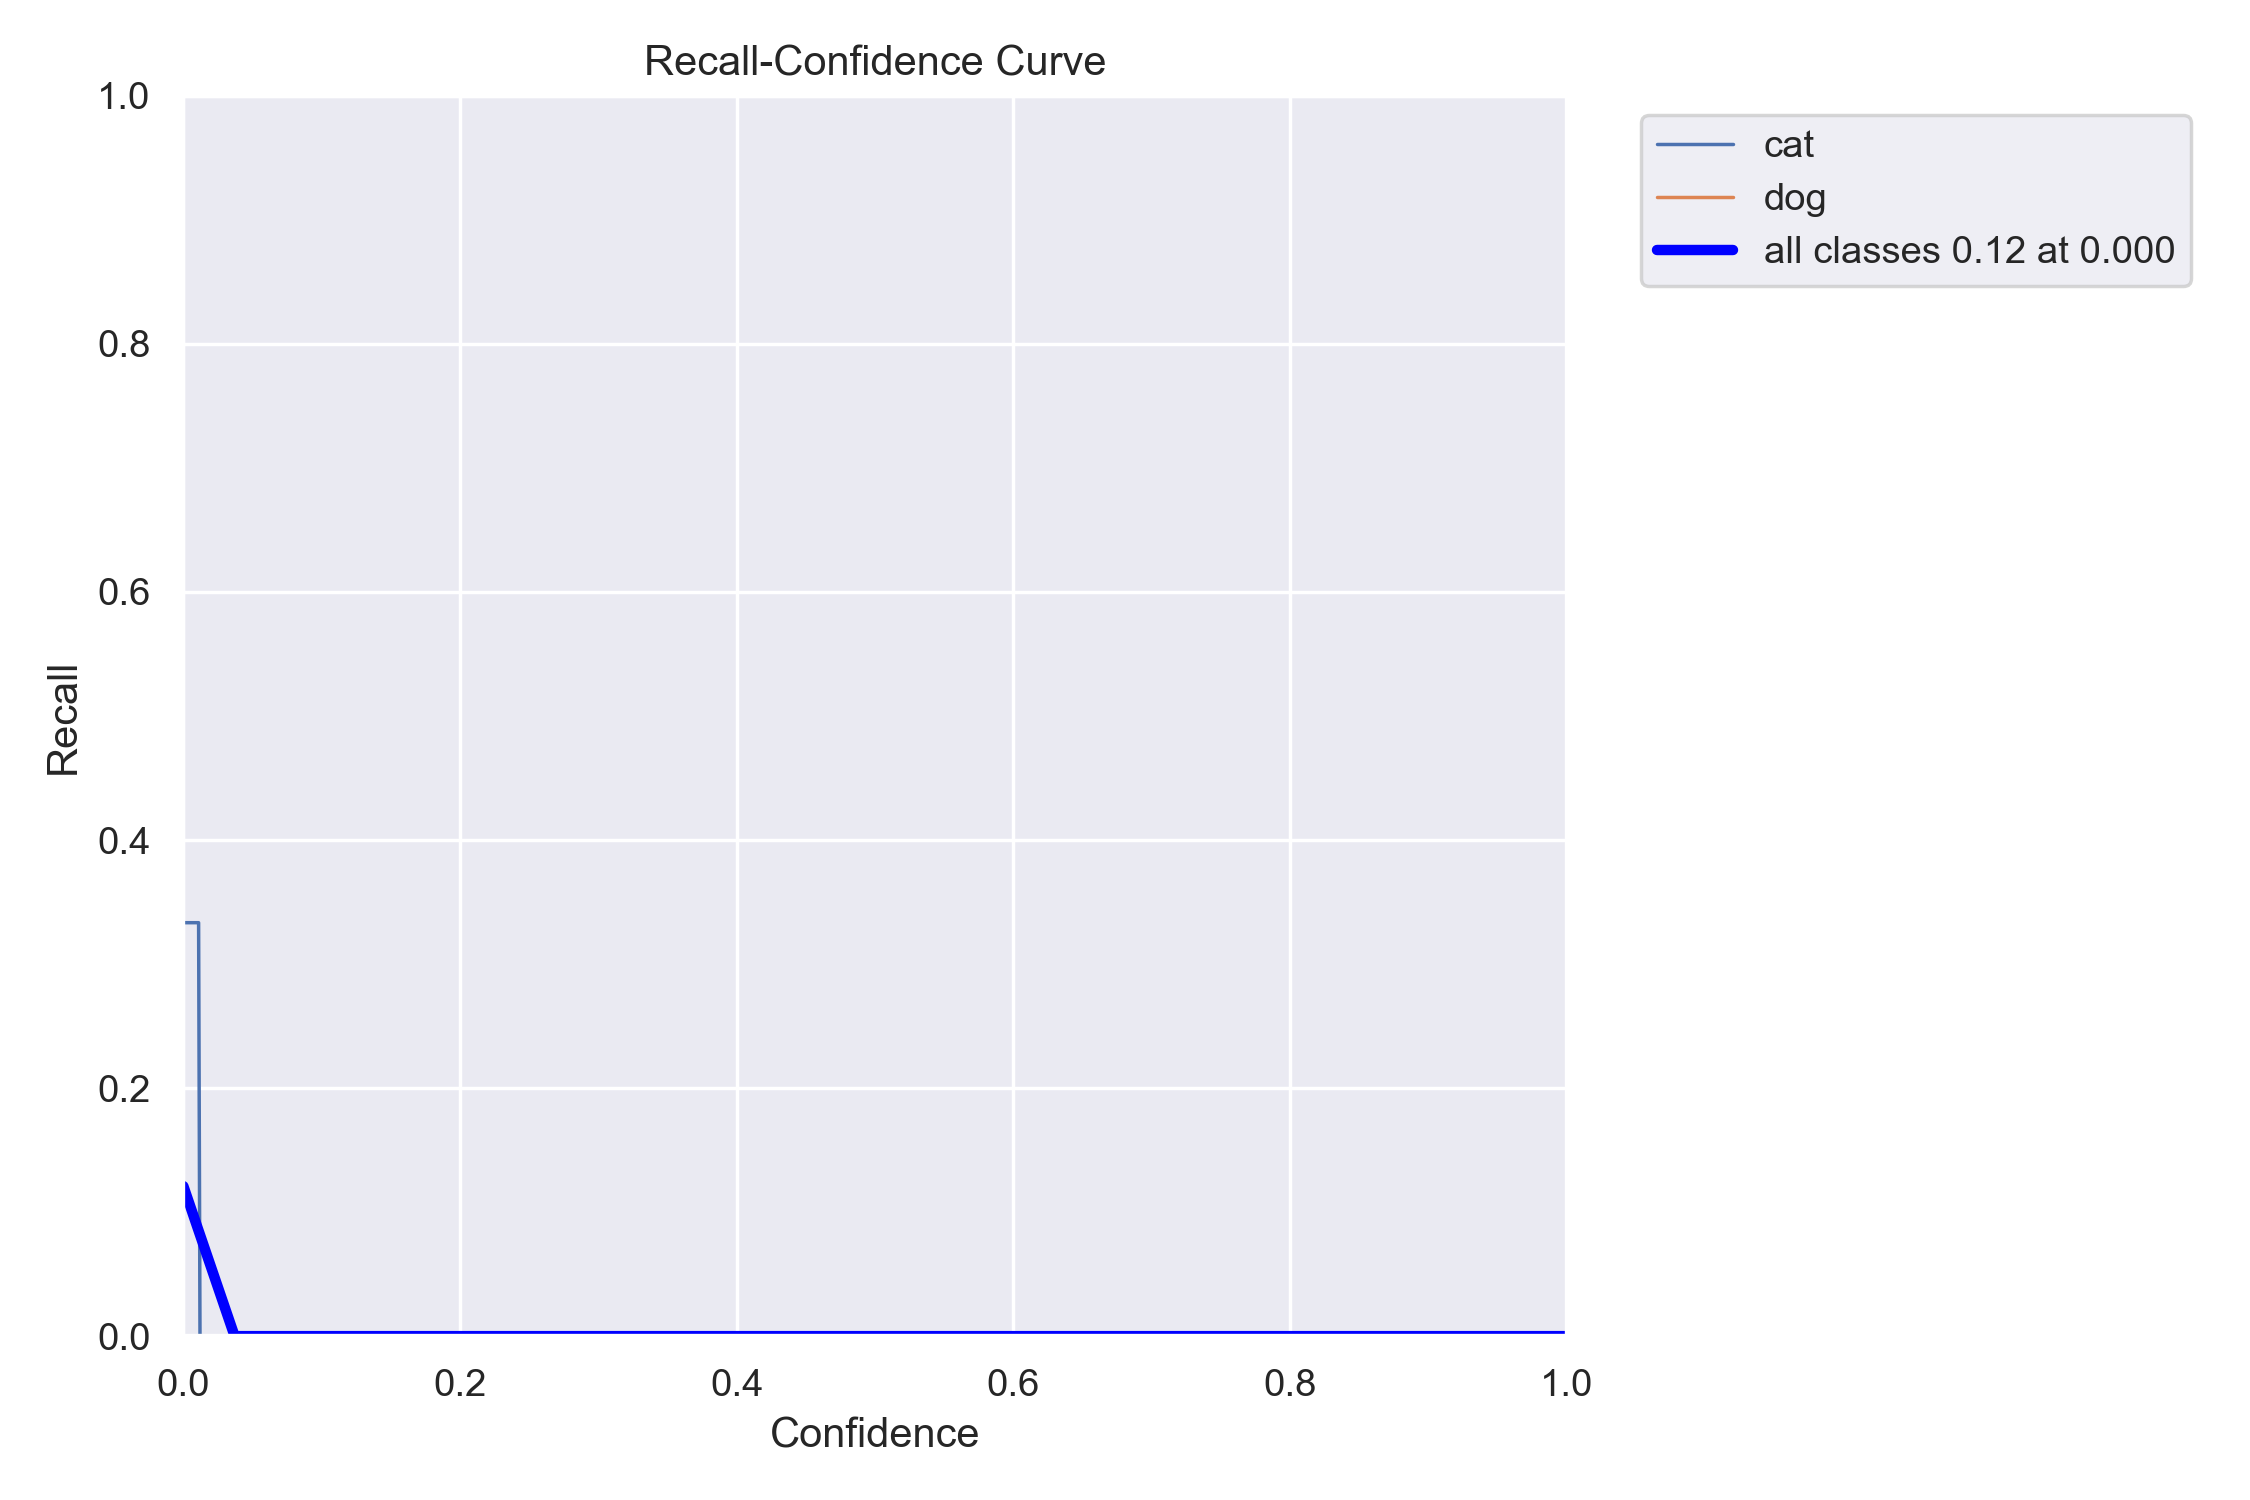 Recall-Confidence Curve
1.0
0.8
0.6
0.4
0.2
0.0
Recall
0.0 0.2 0.4 0.6 0.8 1.0
Confidence
cat
dog
all classes 0.12 at 0.000